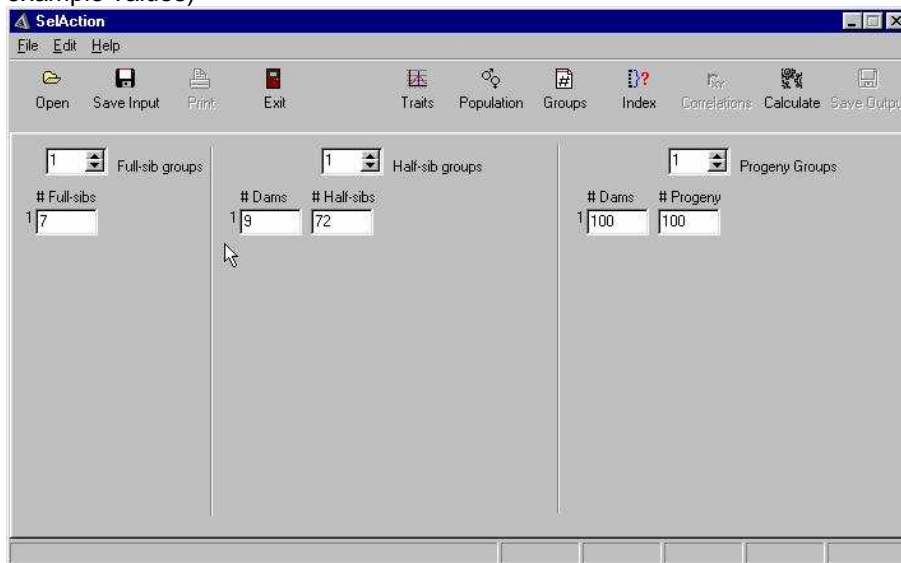 example values)
SelAction
File Edit Help
Open Save Input Print Exit Traits Population Groups Index Correlations Calculate Save Outpu
1 Full-sib groups 1 Half-sib groups 1 Progeny Groups
# Full-sibs # Dams # Half-sibs # Dams # Progeny
1 7 1 9 72 1 100 100